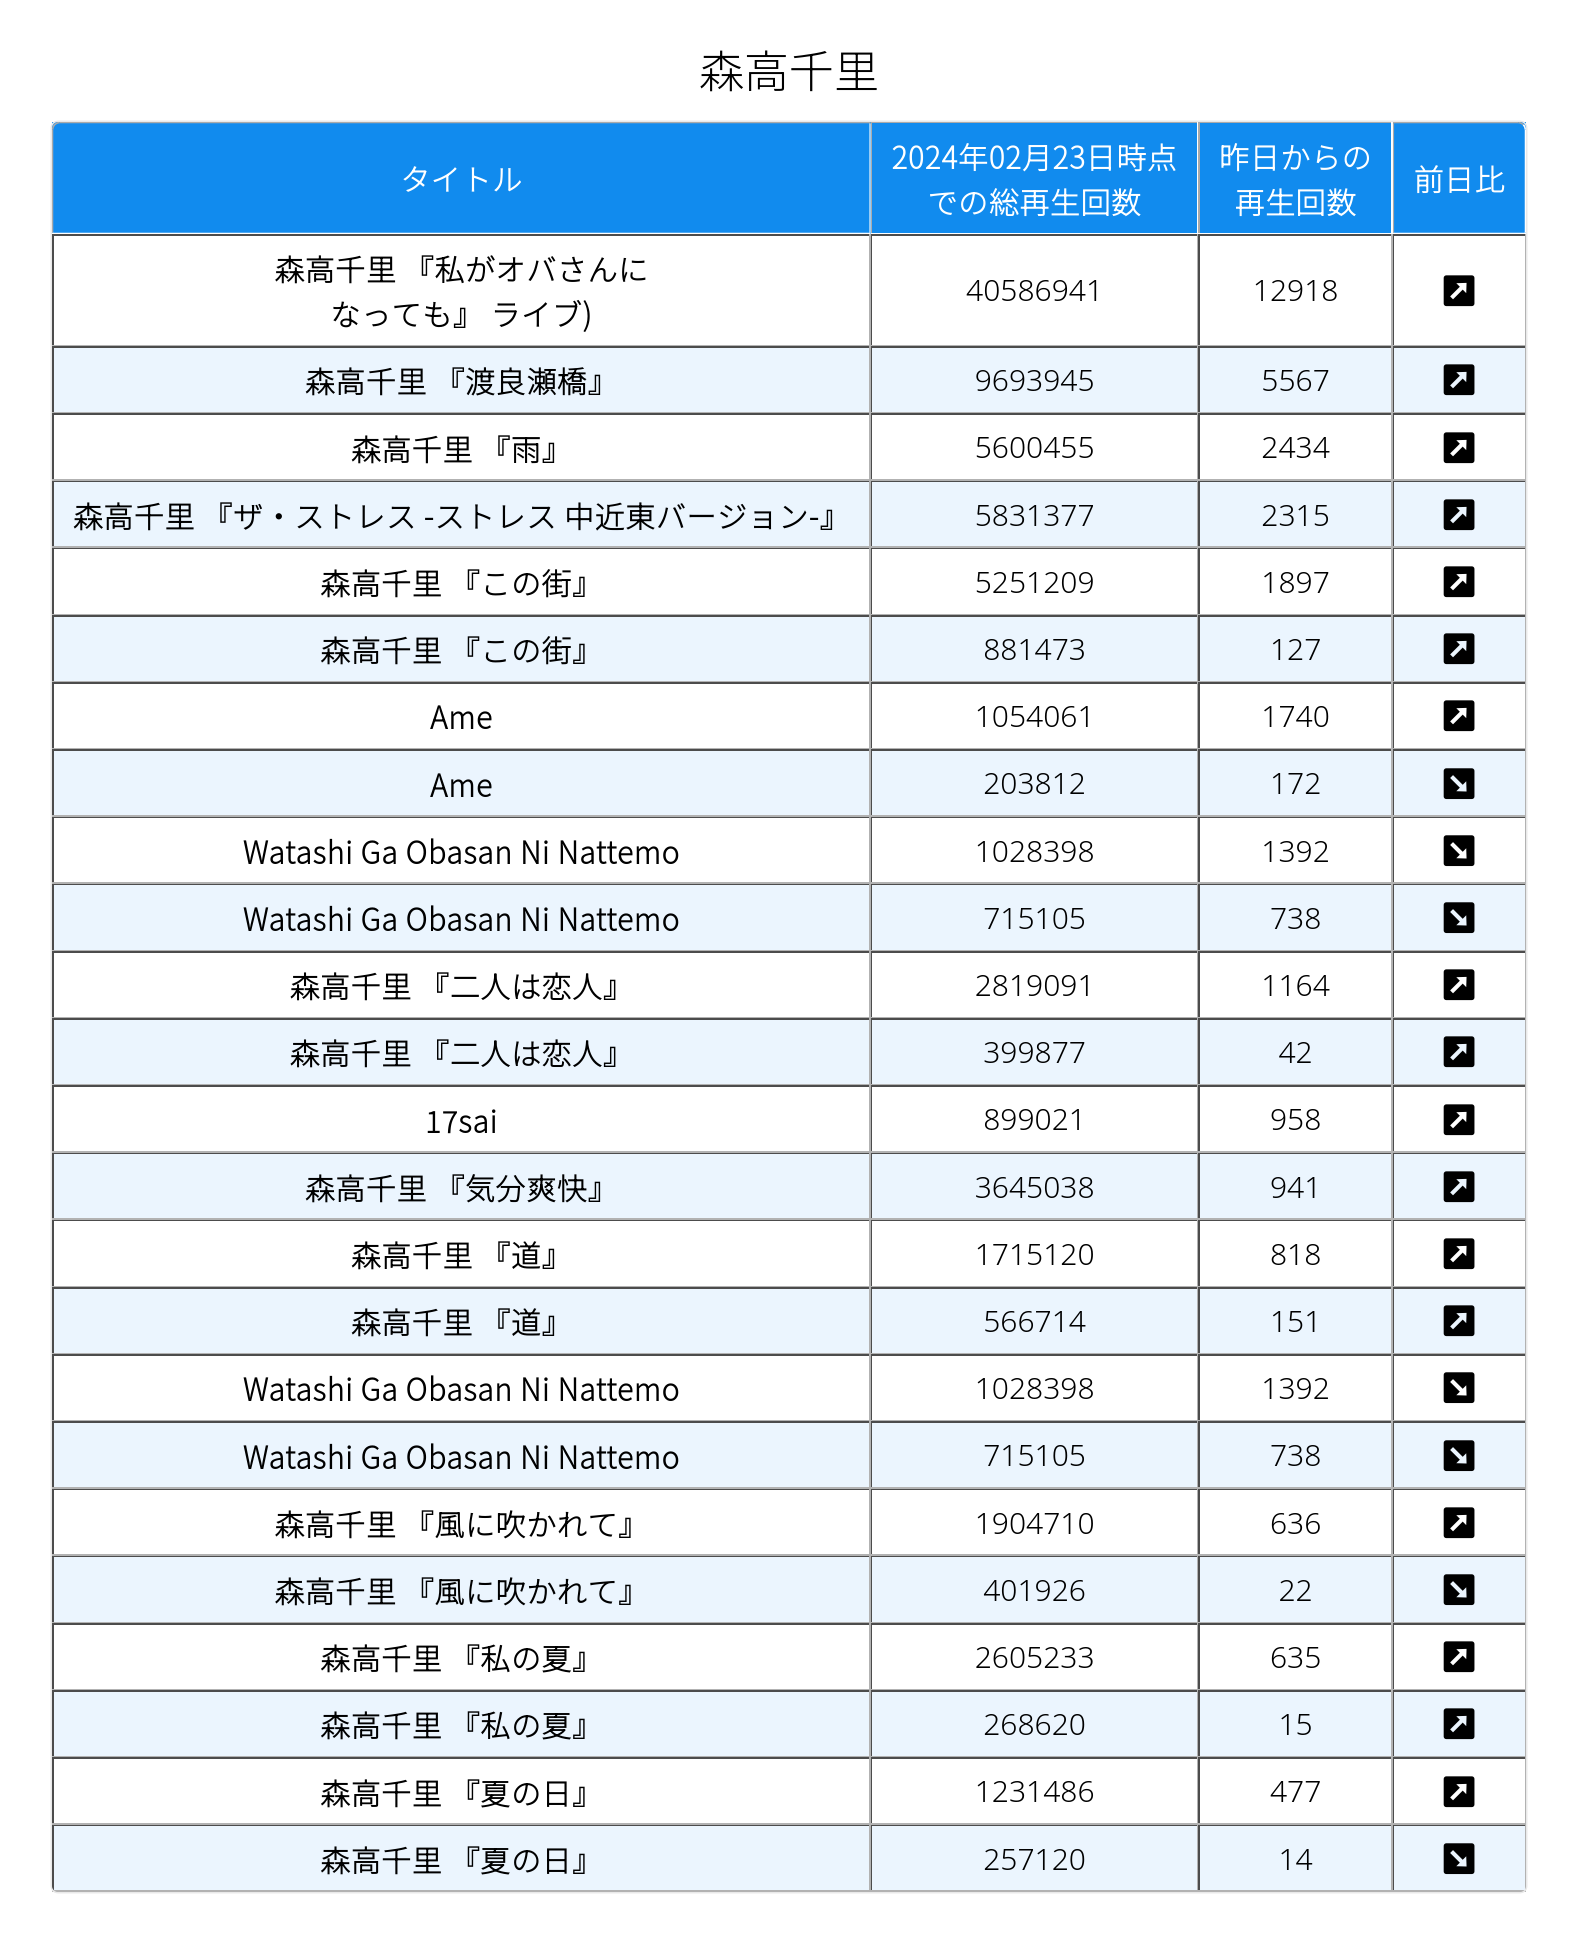 森高千里
タイトル 2024年02月23日時点 昨日からの 前日比
での総再生回数 再生回数
森高千里 『私がオバさんに
なっても』 ライブ) 40586941 12918
森高千里 『渡良瀬橋』 9693945 5567
森高千里 『雨』 5600455 2434
森高千里 『ザ・ストレス -ストレス 中近東バージョン-』 5831377 2315
森高千里 『この街』 5251209 1897
森高千里 『この街』 881473 127
Ame 1054061 1740
Ame 203812 172
Watashi Ga Obasan Ni Nattemo 1028398 1392
Watashi Ga Obasan Ni Nattemo 715105 738
森高千里 『二人は恋人』 2819091 1164
森高千里 『二人は恋人』 399877 42
17sai 899021 958
森高千里 『気分爽快』 3645038 941
森高千里 『道』 1715120 818
森高千里 『道』 566714 151
Watashi Ga Obasan Ni Nattemo 1028398 1392
Watashi Ga Obasan Ni Nattemo 715105 738
森高千里 『風に吹かれて』 1904710 636
森高千里 『風に吹かれて』 401926 22
森高千里 『私の夏』 2605233 635
森高千里 『私の夏』 268620 15
森高千里 『夏の日』 1231486 477
森高千里 『夏の日』 257120 14